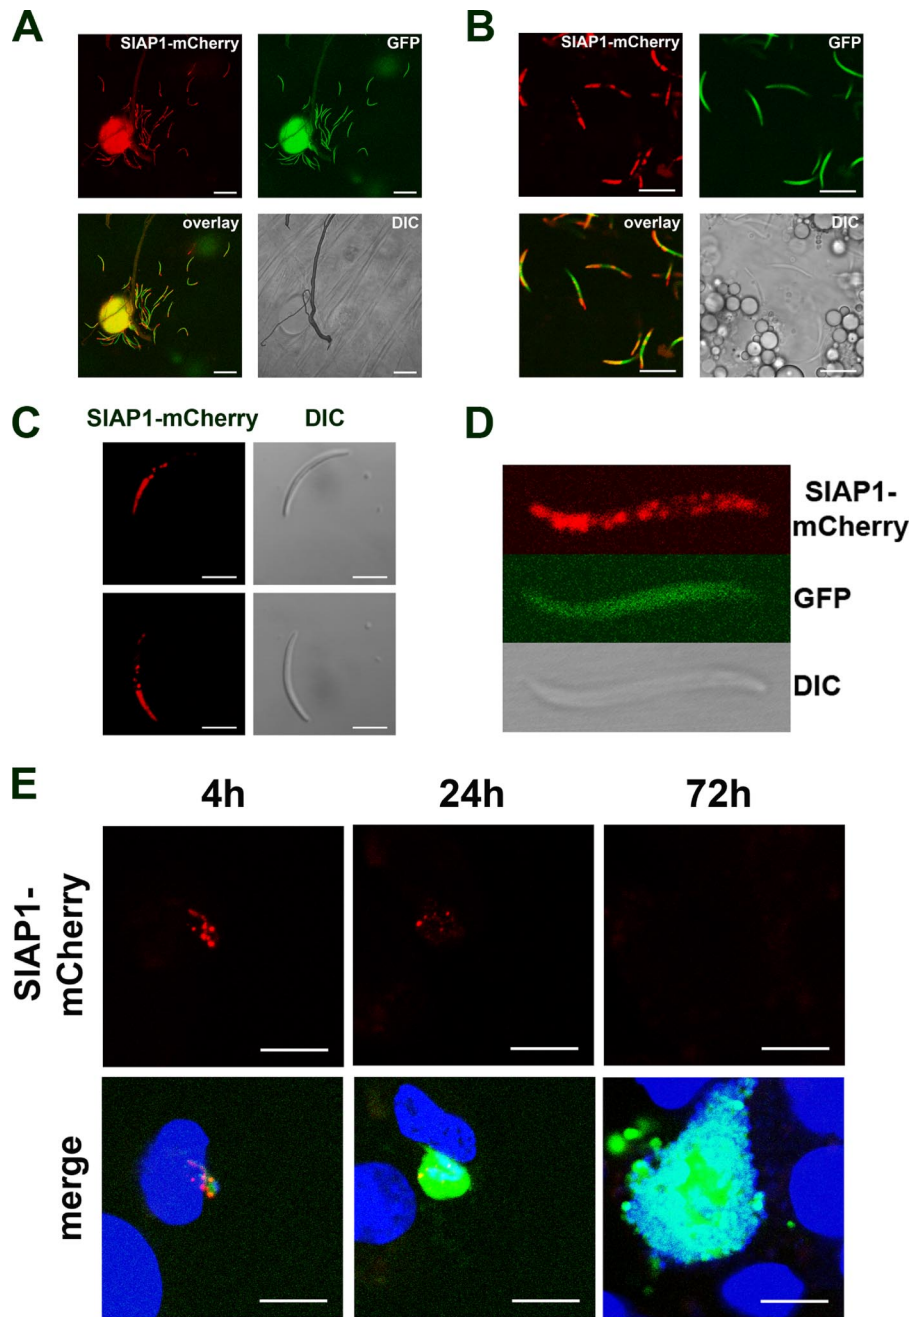 A
SIAP1-mCherry
GFP
overlay
DIC
B
SIAP1-mCherry
GFP
overlay
DIC
C
SIAP1-mCherry
DIC
D
SIAP1-
mCherry
GFP
DIC
E
4h
24h
72h
SIAP1-
mCherry
merge